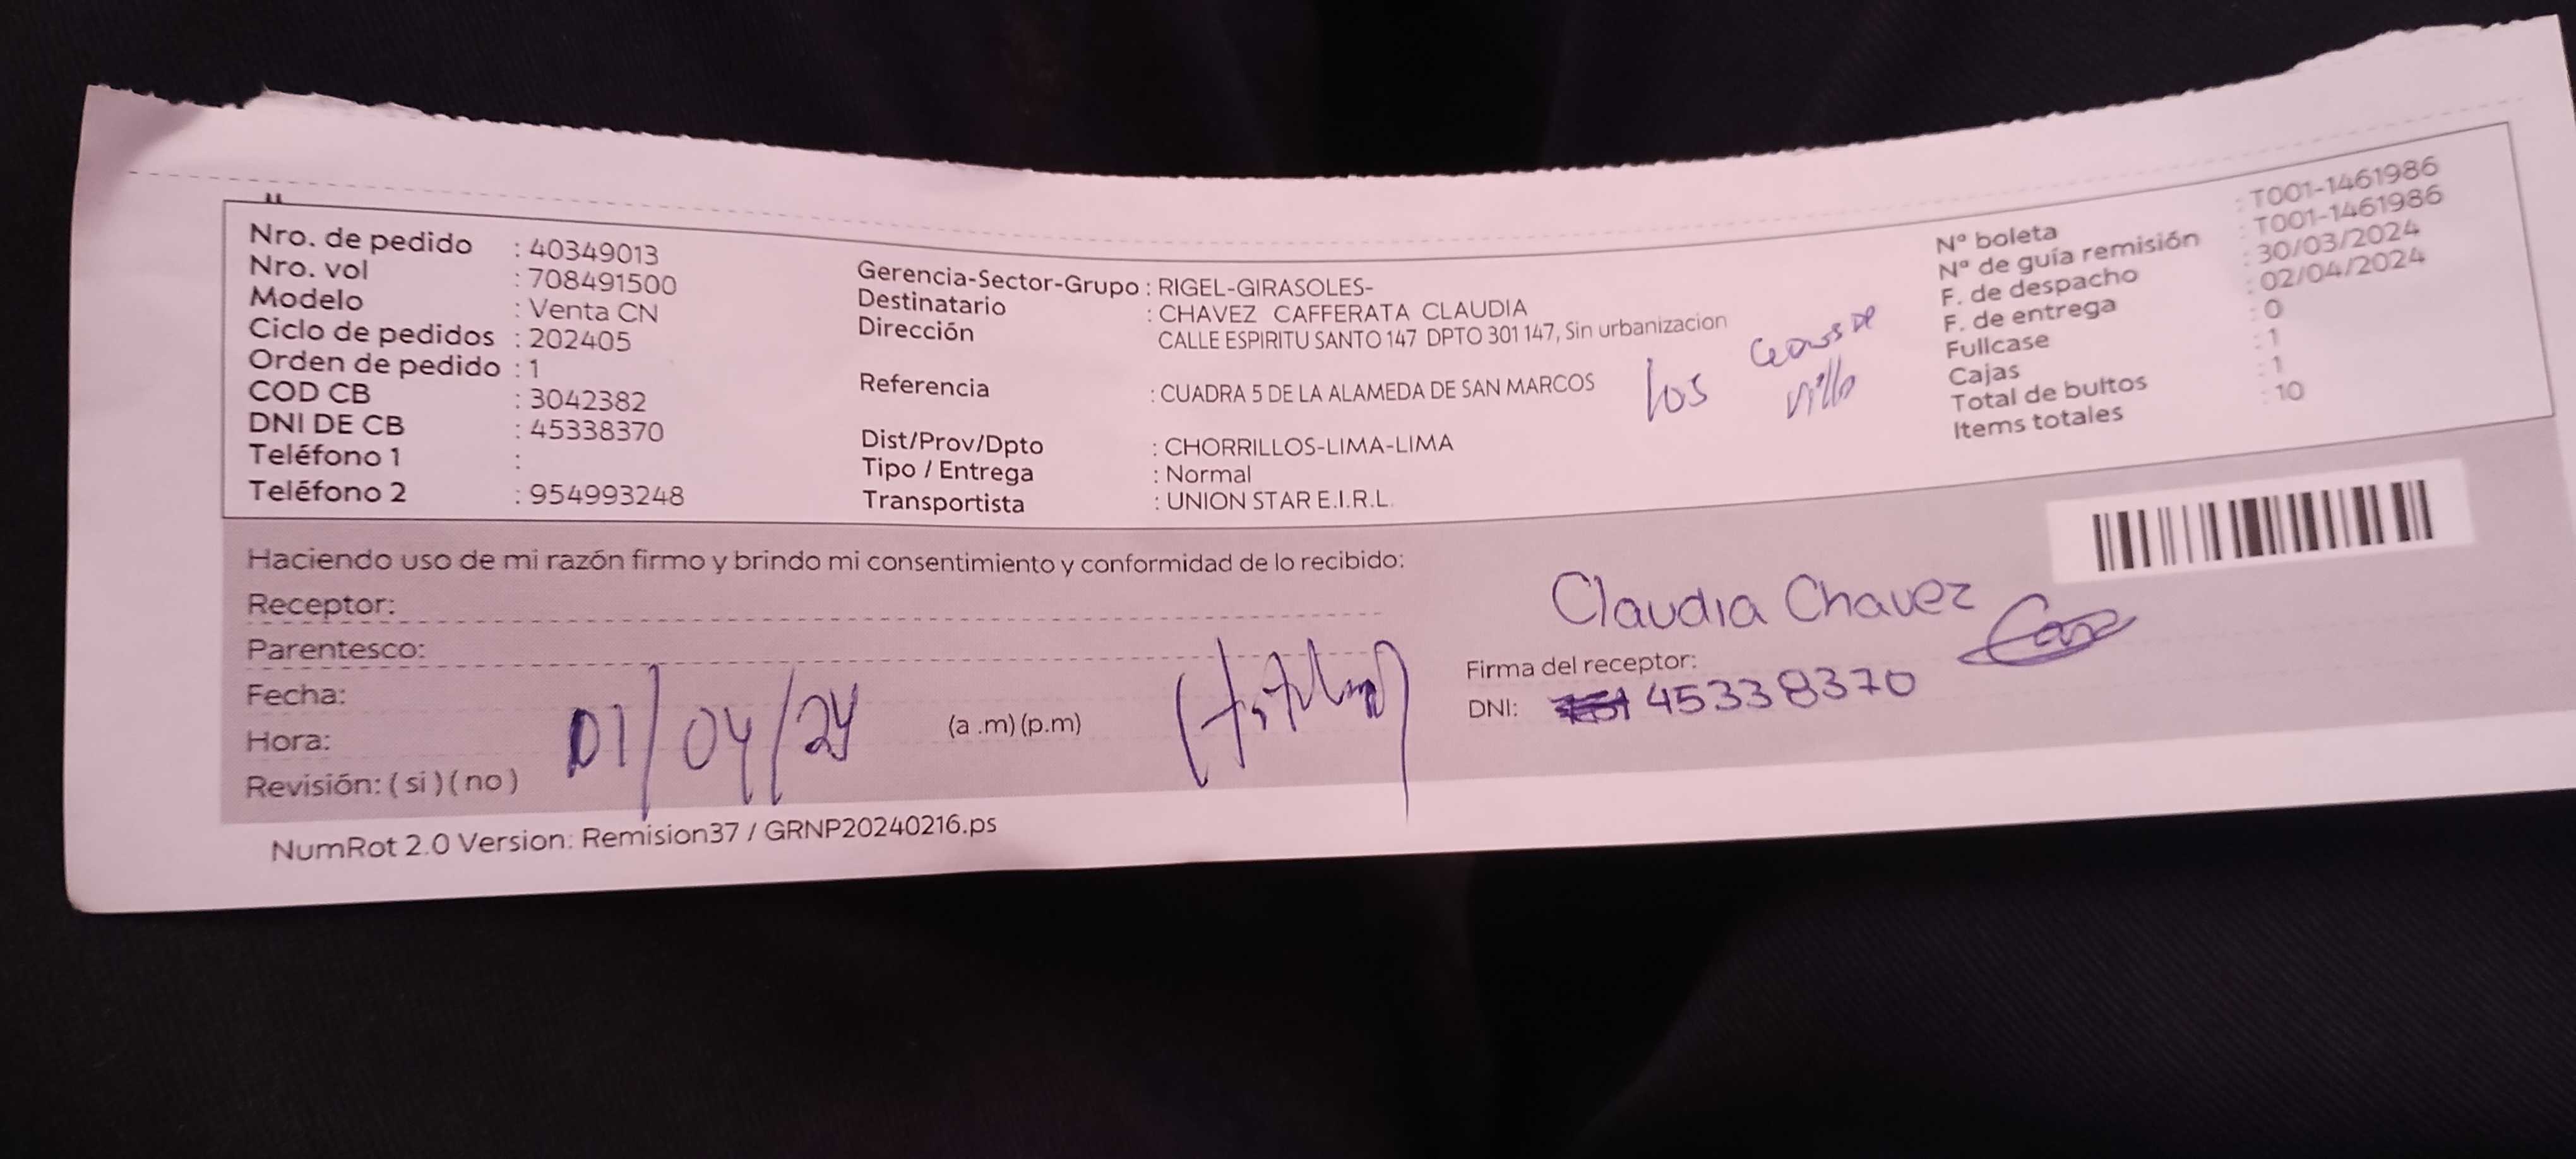 Nro. de pedido : 40349013
Nro. vol : 708491500
Modelo : Venta CN
Ciclo de pedidos : 202405
Orden de pedido : 1
COD CB : 3042382
DNI DE CB : 45338370
Teléfono 1 :
Teléfono 2 : 954993248
Gerencia-Sector-Grupo : RIGEL-GIRASOLES-
Destinatario : CHAVEZ CAFFERATA CLAUDIA
Dirección CALLE ESPIRITU SANTO 147 DPTO 301 147, Sin urbanizacion
Referencia : CUADRA 5 DE LA ALAMEDA DE SAN MARCOS
Dist/Prov/Dpto : CHORRILLOS-LIMA-LIMA
Tipo / Entrega : Normal
Transportista : UNION STAR E.I.R.L.
los
de
villa
Nº boleta : T001-1461986
Nº de guía remisión : T001-1461986
F. de despacho : 30/03/2024
F. de entrega : 02/04/2024
Fullcase : 0
Cajas : 1
Total de bultos : 1
Items totales : 10
Haciendo uso de mi razón firmo y brindo mi consentimiento y conformidad de lo recibido:
Receptor:
Parentesco:
Fecha:
Hora: 01/04/24 (a .m) (p.m)
Revisión: ( si ) ( no )
Claudia Chavez
Firma del receptor:
DNI: 45338370
NumRot 2.0 Version: Remision37 / GRNP20240216.ps